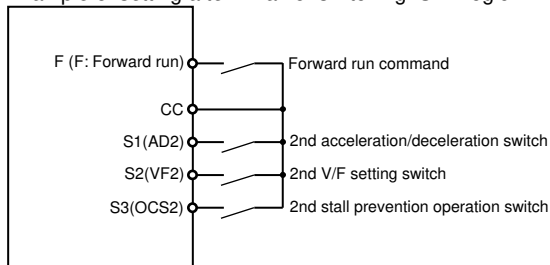 F (F: Forward run) Forward run command
CC
S1(AD2) 2nd acceleration/deceleration switch
S2(VF2) 2nd V/F setting switch
S3(OCS2) 2nd stall prevention operation switch